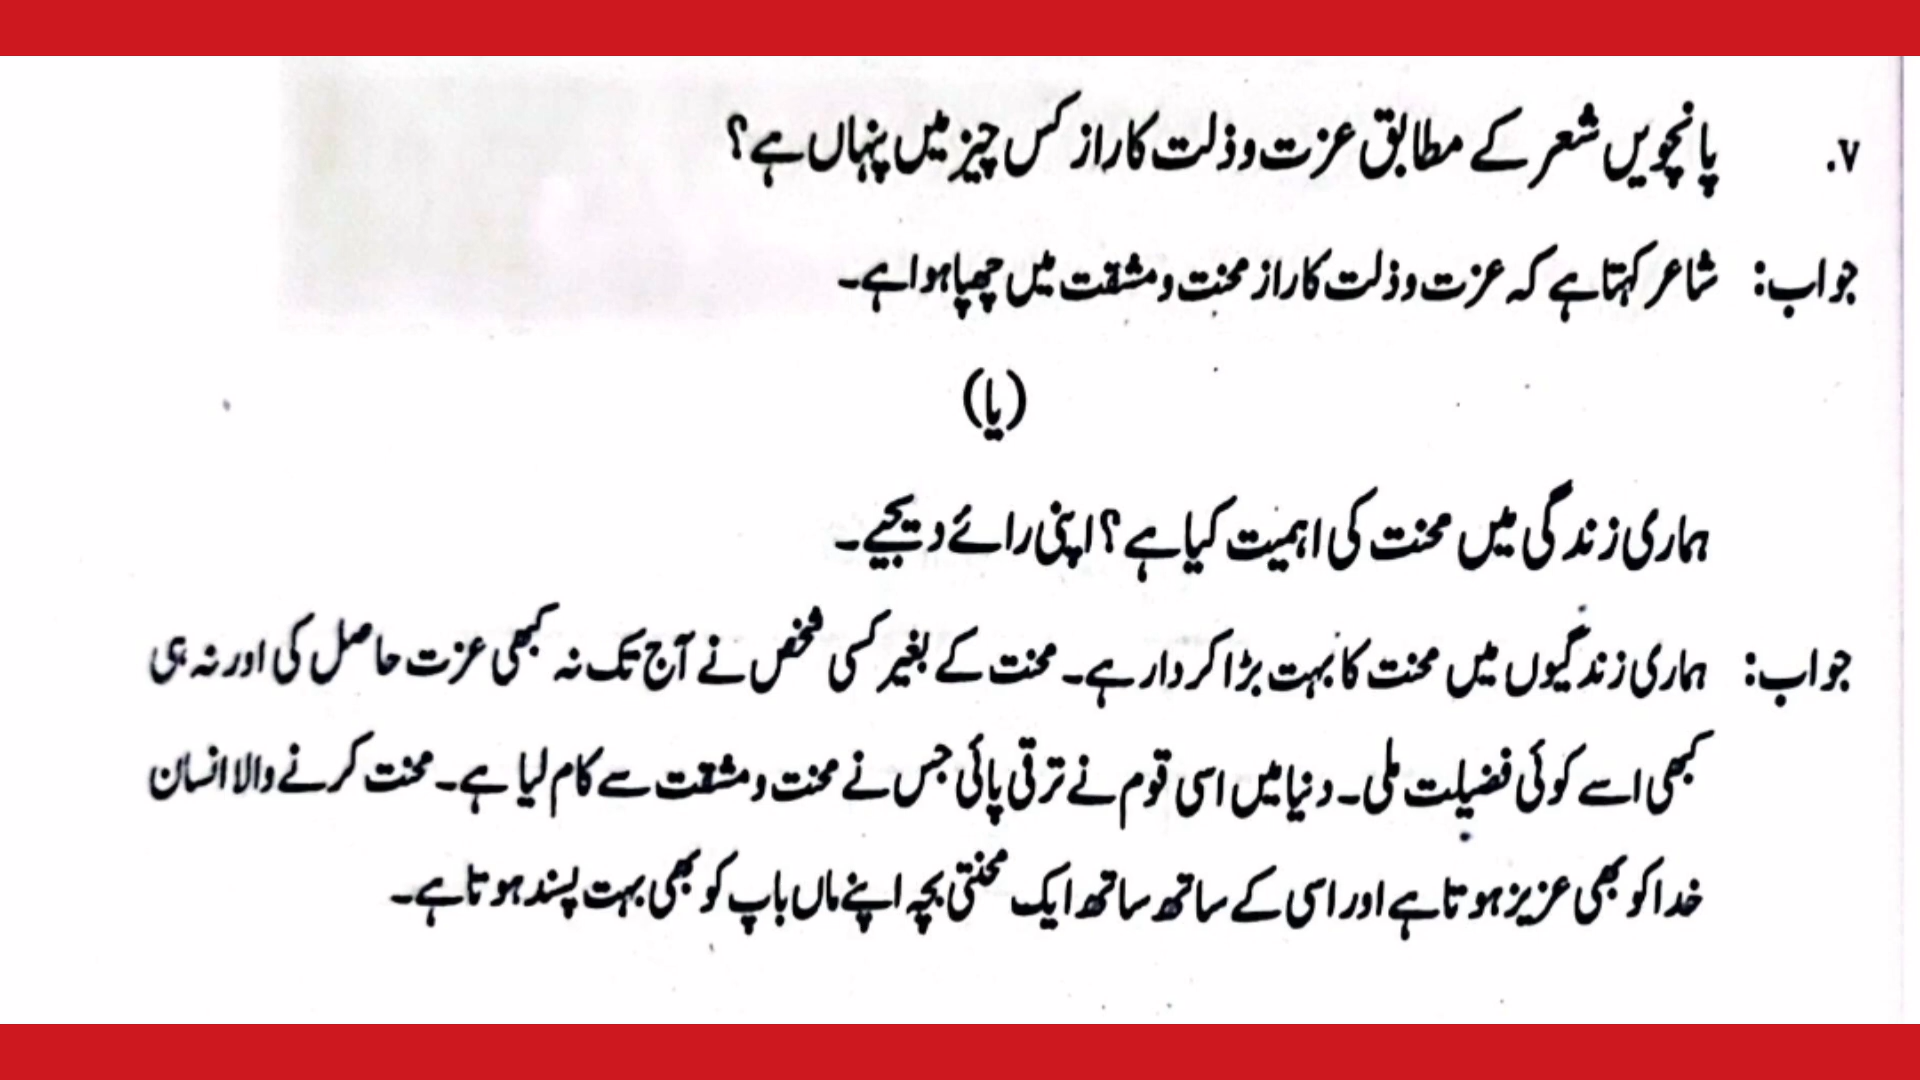 v. پانچویں شعر کے مطابق عزت و ذلت کا راز کس چیز میں پنہاں ہے؟
جواب: شاعر کہتا ہے کہ عزت و ذلت کا راز محنت و مشقت میں چھپا ہوا ہے۔
(یا)
ہماری زندگی میں محنت کی اہمیت کیا ہے؟ اپنی رائے دیجیے۔
جواب: ہماری زندگیوں میں محنت کا بہت بڑا کردار ہے۔ محنت کے بغیر کسی شخص نے آج تک نہ کبھی عزت حاصل کی اور نہ ہی
کبھی اسے کوئی فضیلت ملی۔ دنیا میں اسی قوم نے ترقی پائی جس نے محنت و مشقت سے کام لیا ہے۔ محنت کرنے والا انسان
خدا کو بھی عزیز ہوتا ہے اور اسی کے ساتھ ساتھ ایک محنتی بچہ اپنے ماں باپ کو بھی بہت پسند ہوتا ہے۔